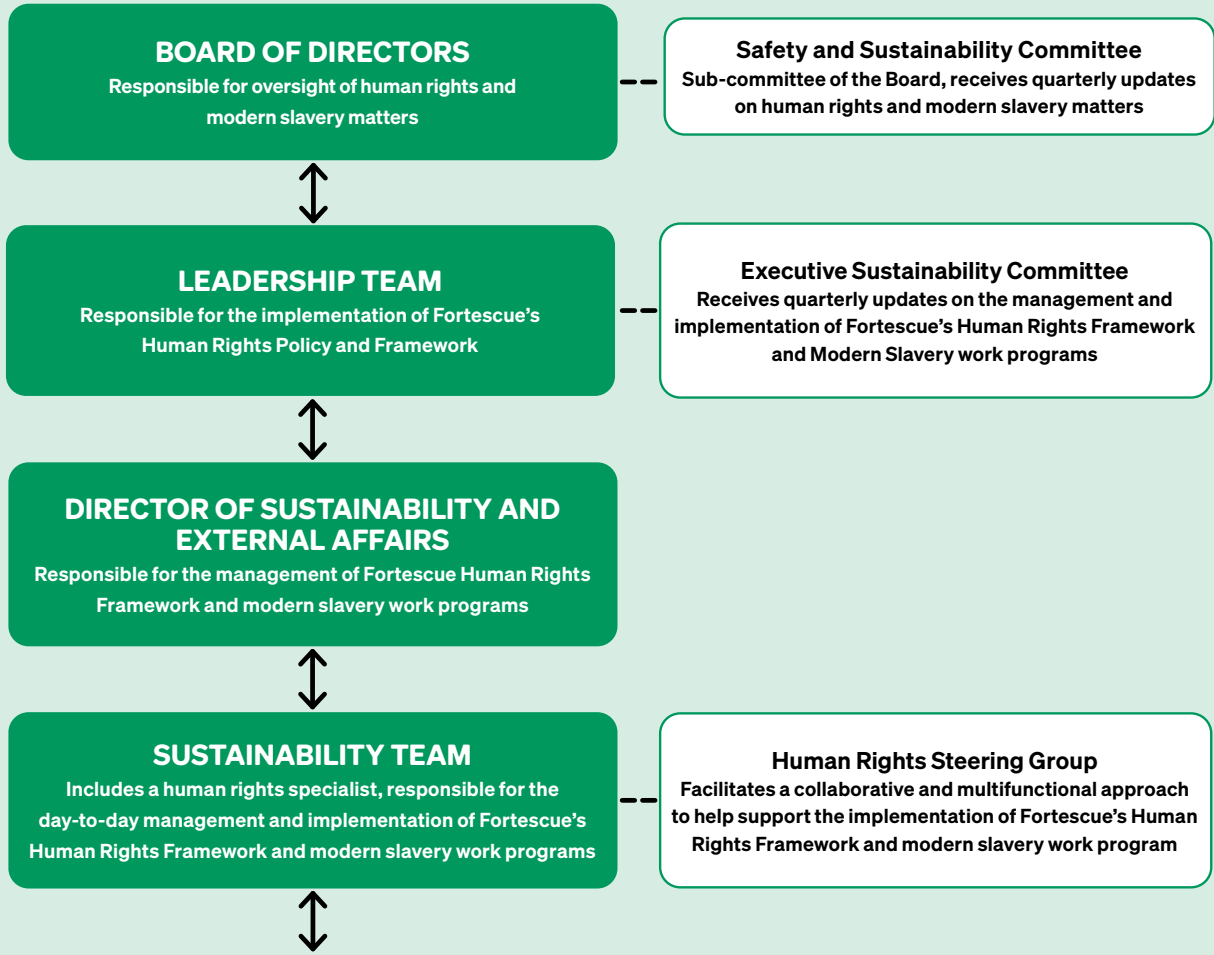 BOARD OF DIRECTORS
Responsible for oversight of human rights and
modern slavery matters
Safety and Sustainability Committee
Sub-committee of the Board, receives quarterly updates
on human rights and modern slavery matters
LEADERSHIP TEAM
Responsible for the implementation of Fortescue’s
Human Rights Policy and Framework
Executive Sustainability Committee
Receives quarterly updates on the management and
implementation of Fortescue’s Human Rights Framework
and Modern Slavery work programs
DIRECTOR OF SUSTAINABILITY AND
EXTERNAL AFFAIRS
Responsible for the management of Fortescue Human Rights
Framework and modern slavery work programs
SUSTAINABILITY TEAM
Includes a human rights specialist, responsible for the
day-to-day management and implementation of Fortescue’s
Human Rights Framework and modern slavery work programs
Human Rights Steering Group
Facilitates a collaborative and multifunctional approach
to help support the implementation of Fortescue’s Human
Rights Framework and modern slavery work program